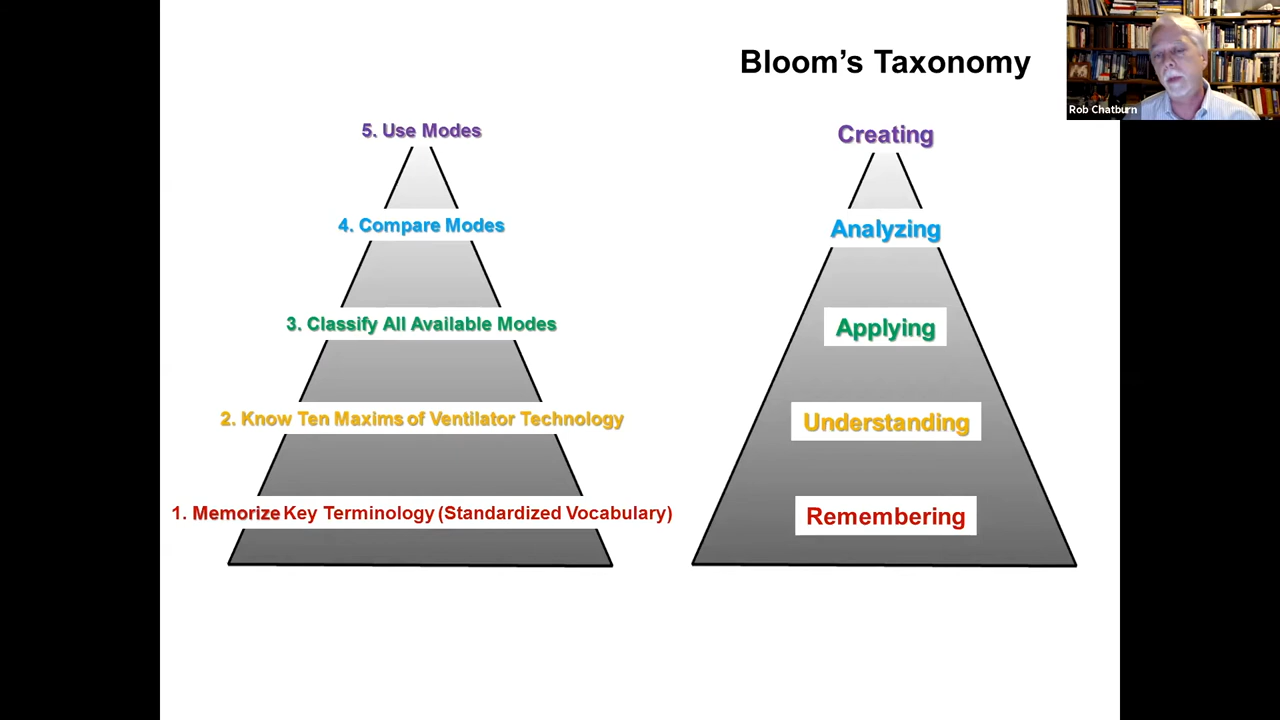 Bloom's Taxonomy
Rob Chatburn
5. Use Modes
4. Compare Modes
3. Classify All Available Modes
2. Know Ten Maxims of Ventilator Technology
1. Memorize Key Terminology (Standardized Vocabulary)
Creating
Analyzing
Applying
Understanding
Remembering